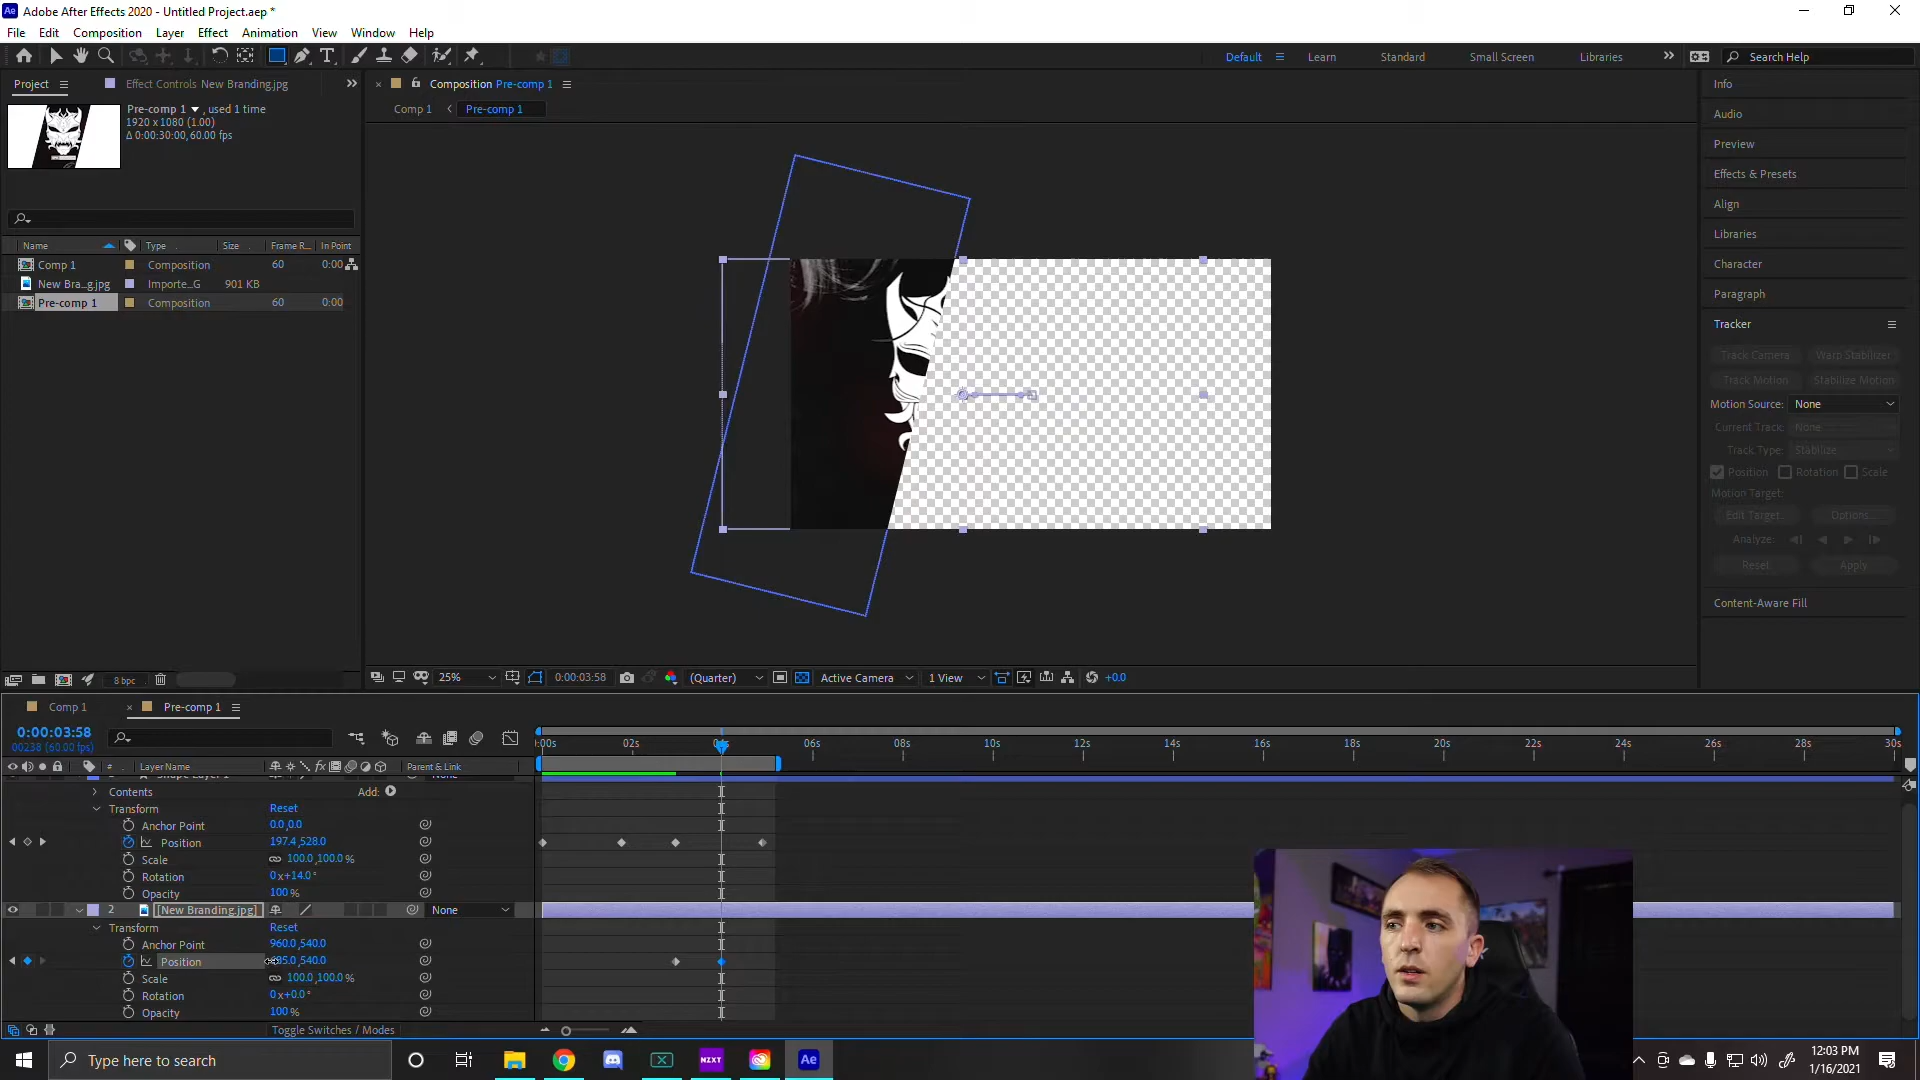 Adobe After Effects 2020 - Untitled Project.aep *
File Edit Composition Layer Effect Animation View Window Help
Default Learn Standard Small Screen Libraries Search Help
Project Effect Controls New Branding.jpg
Composition Pre-comp 1
Comp 1 Pre-comp 1
Pre-comp 1 , used 1 time
1920 x 1080 (1.00)
Δ 0:00:30:00, 60.00 fps
Name Type Size Frame R... In Point
Comp 1 Composition 60 0:00
New Bra...g.jpg Importe...G 901 KB
Pre-comp 1 Composition 60 0:00
Info
Audio
Preview
Effects & Presets
Align
Libraries
Character
Paragraph
Tracker
Track Camera Warp Stabilizer
Track Motion Stabilize Motion
Motion Source: None
Current Track: None
Track Type: Stabilize
Position Rotation Scale
Motion Target:
Edit Target... Options...
Analyze:
Reset Apply
Content-Aware Fill
8 bpc
25% 0:00:03:58 (Quarter) Active Camera 1 View +0.0
Comp 1 Pre-comp 1
0:00:03:58
00238 (60.00 fps)
:00s 02s 04s 06s 08s 10s 12s 14s 16s 18s 20s 22s 24s 26s 28s 30s
# Layer Name Parent & Link
Contents Add:
Transform Reset
Anchor Point 0.0,0.0
Position 197.4,528.0
Scale 100.0,100.0 %
Rotation 0x+14.0°
Opacity 100 %
2 [New Branding.jpg] None
Transform Reset
Anchor Point 960.0,540.0
Position 540.0
Scale 100.0,100.0 %
Rotation 0x+0.0°
Opacity 100 %
Toggle Switches / Modes
Type here to search
NZXT
Ae
12:03 PM
1/16/2021